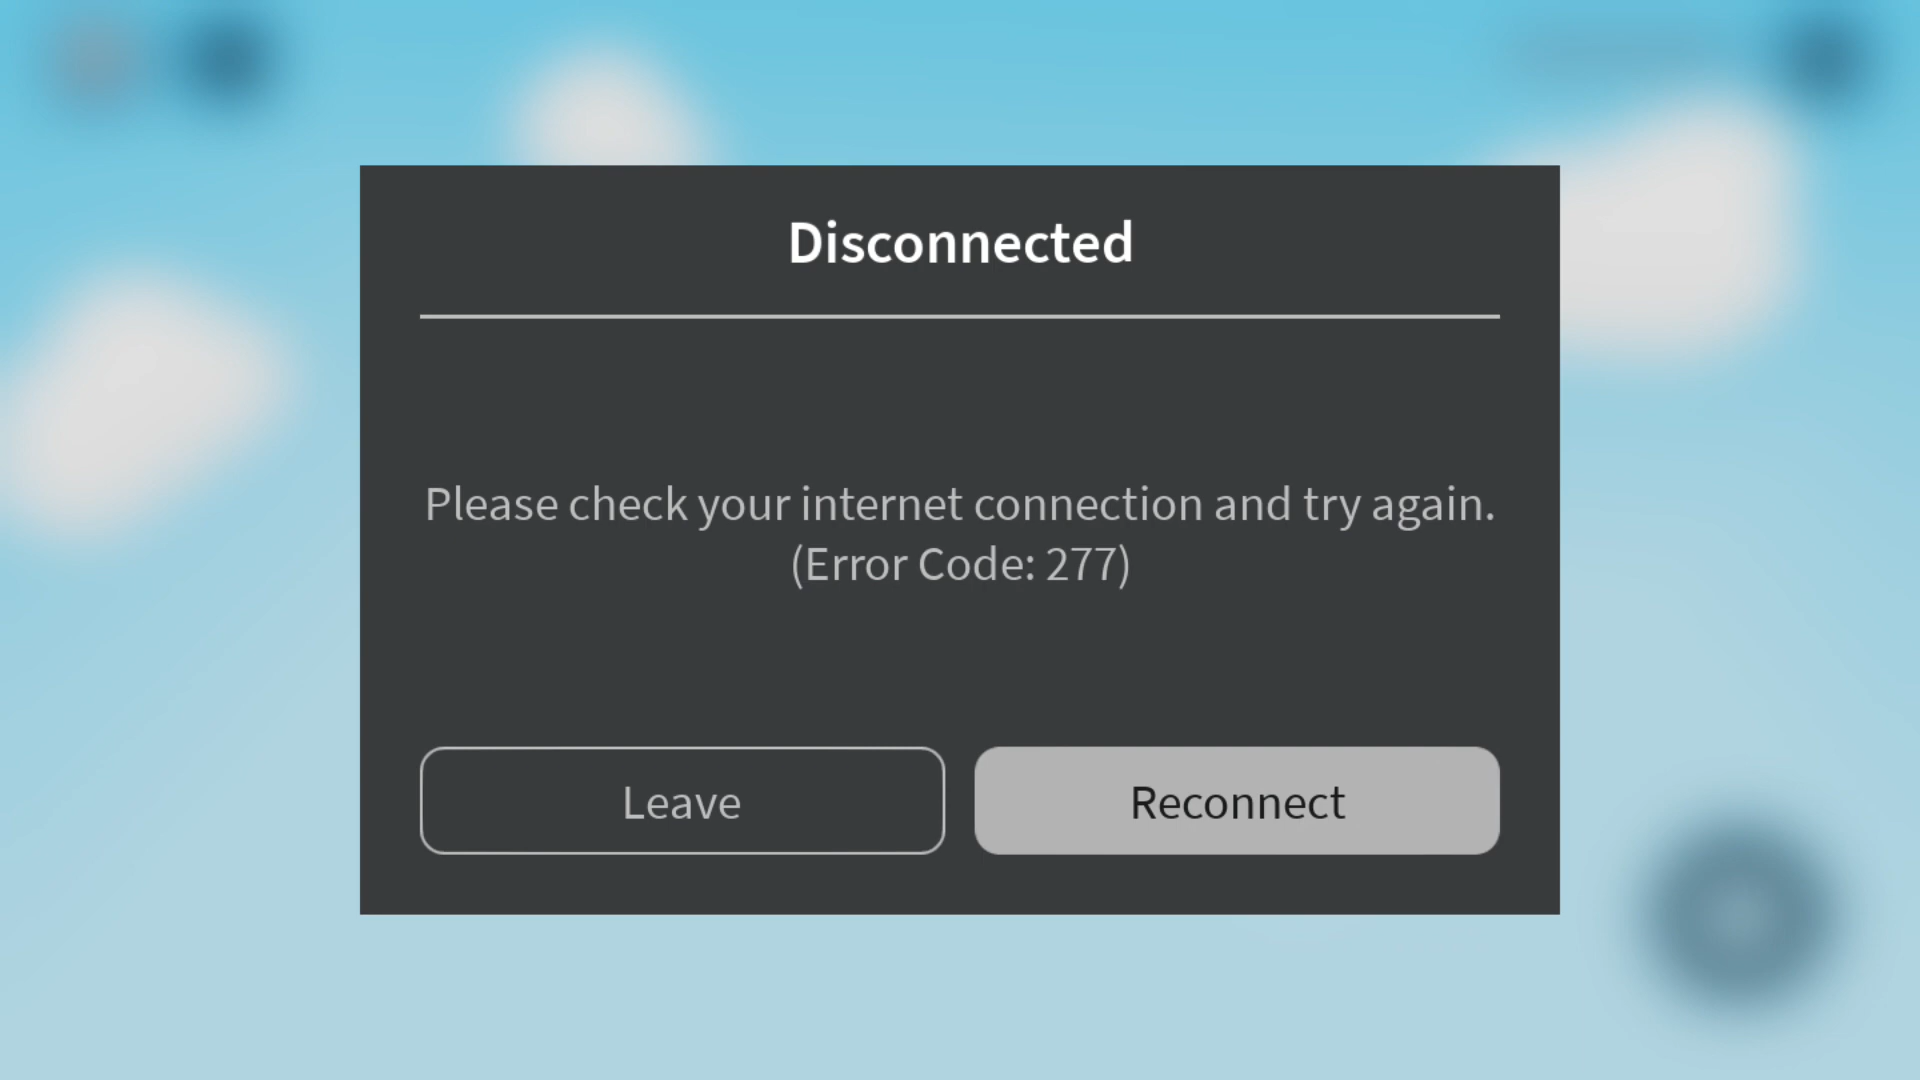 Disconnected
Please check your internet connection and try again.
(Error Code: 277)
Leave
Reconnect